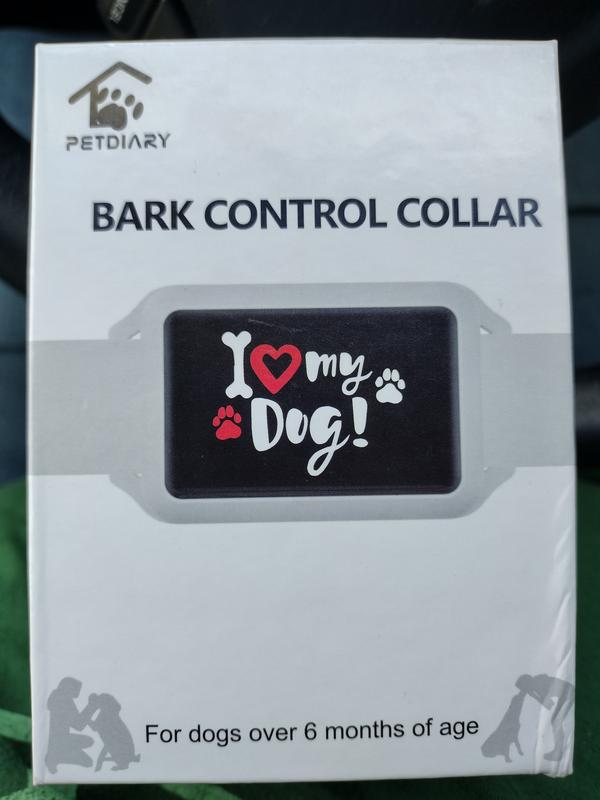 PETDIARY
BARK CONTROL COLLAR
I my
Dog!
For dogs over 6 months of age